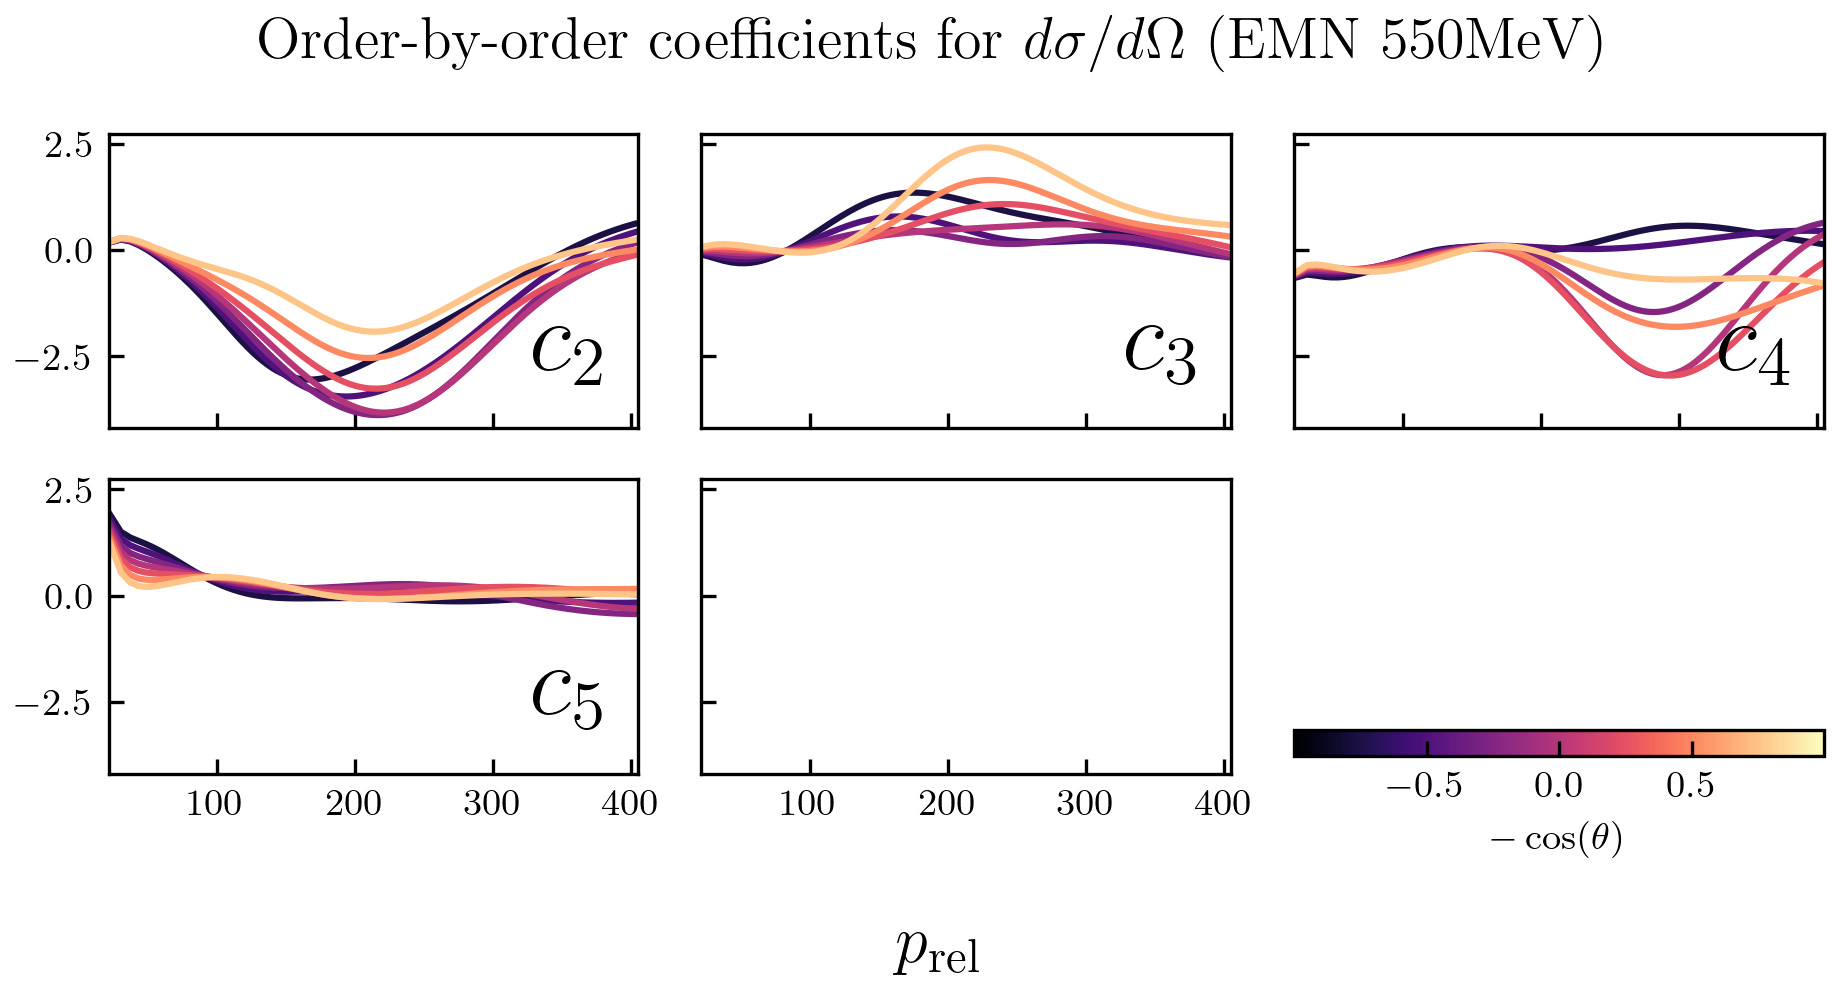 Order-by-order coefficients for dσ/dΩ (EMN 550MeV)
2.5
0.0
−2.5
c₂
c₃
c₄
2.5
0.0
−2.5
c₅
100 200 300 400
100 200 300 400
−0.5 0.0 0.5
− cos(θ)
p_rel